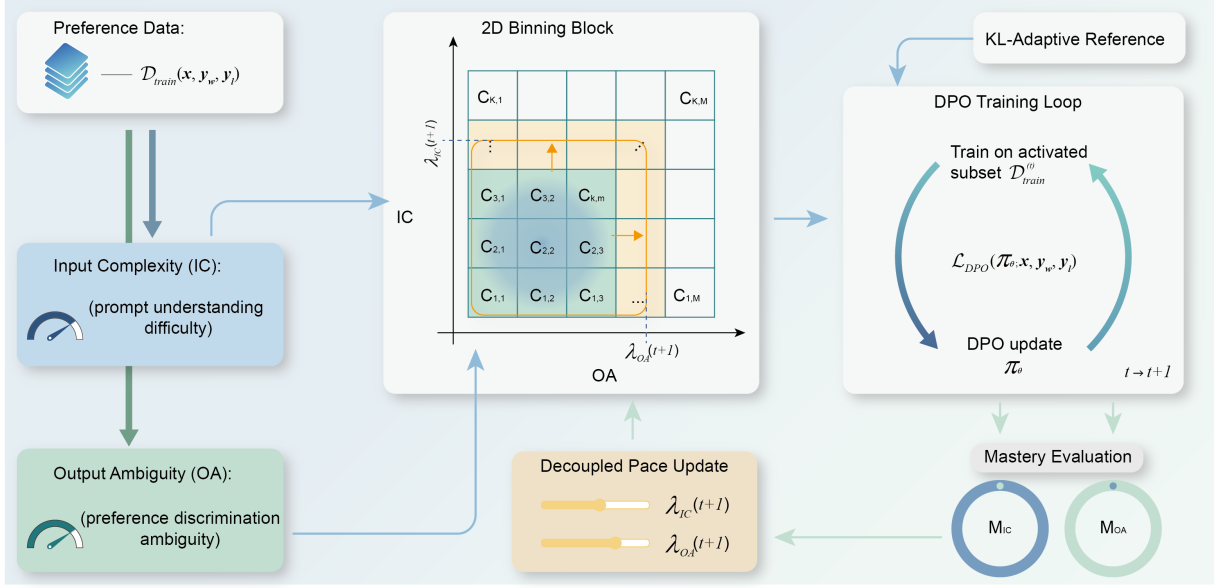 Preference Data:
𝒟train(x, yw, yl)
Input Complexity (IC):
(prompt understanding
difficulty)
Output Ambiguity (OA):
(preference discrimination
ambiguity)
2D Binning Block
IC
λIC(t+1)
CK,1
CK,M
⋮
⋰
C3,1
C3,2
Ck,m
C2,1
C2,2
C2,3
C1,1
C1,2
C1,3
...
C1,M
λOA(t+1)
OA
Decoupled Pace Update
λIC(t+1)
λOA(t+1)
KL-Adaptive Reference
DPO Training Loop
Train on activated
subset 𝒟train(t)
ℒDPO(πθ;x, yw, yl)
DPO update
πθ
t→t+1
Mastery Evaluation
MIC
MOA